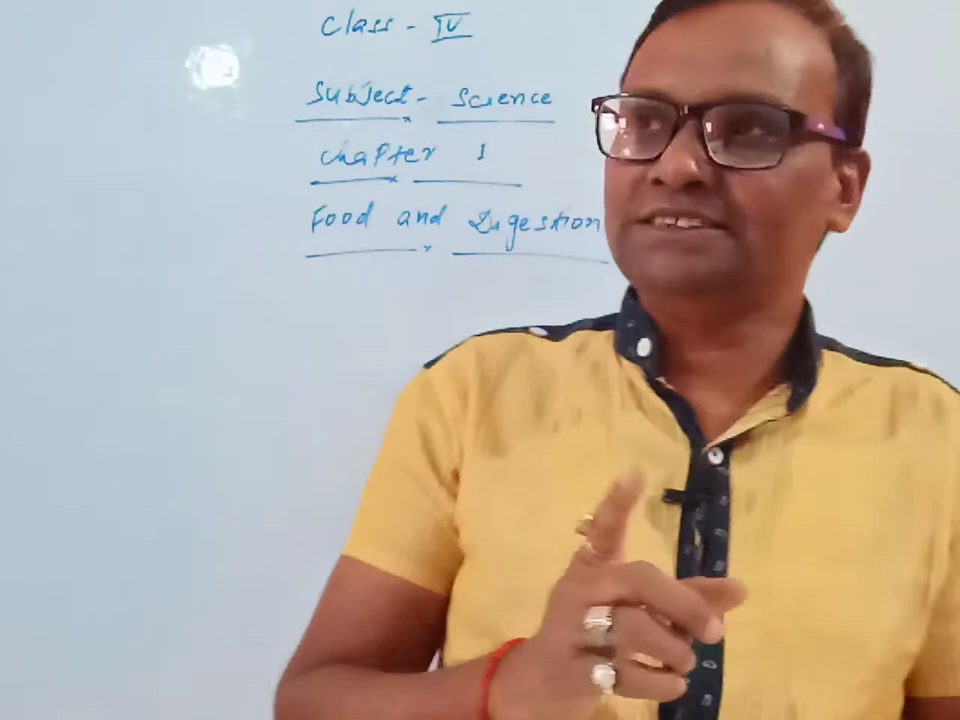 Class - IV
Subject - Science
Chapter 1
Food and Digestion